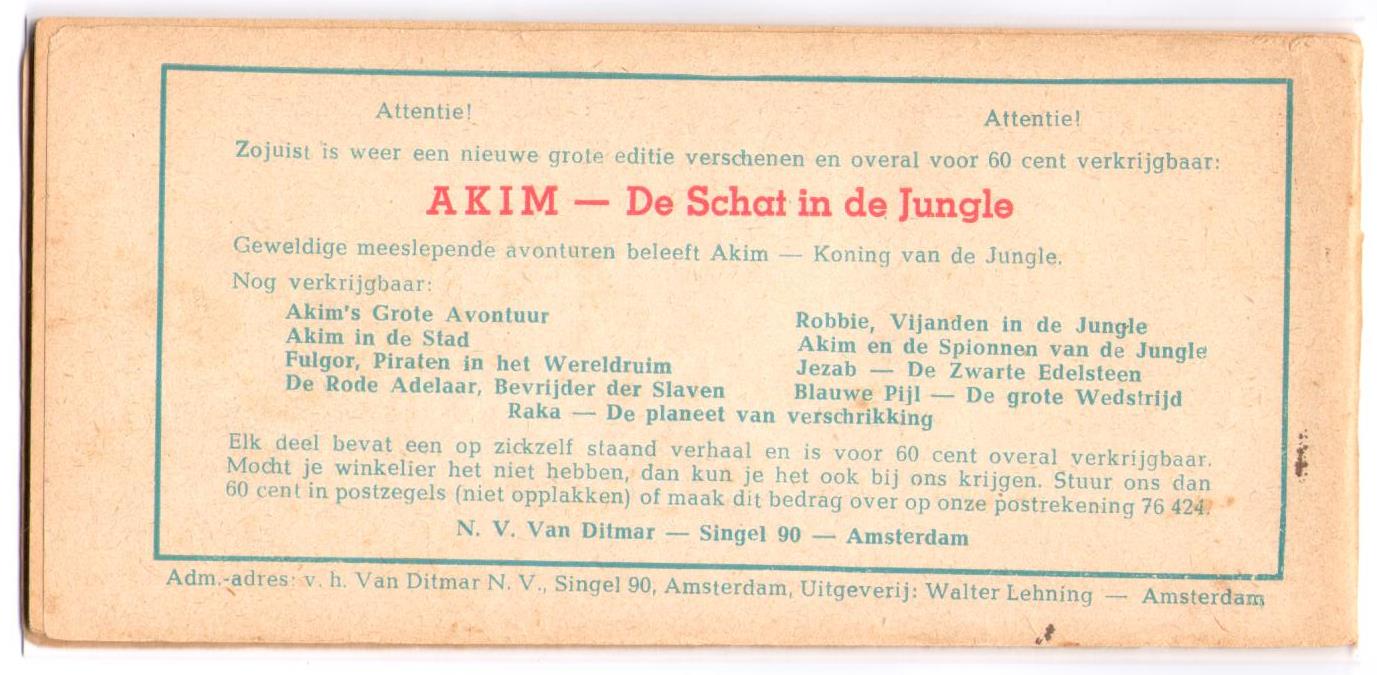 Attentie! Attentie!
Zojuist is weer een nieuwe grote editie verschenen en overal voor 60 cent verkrijgbaar:
AKIM — De Schat in de Jungle
Geweldige meeslepende avonturen beleeft Akim — Koning van de Jungle.
Nog verkrijgbaar:
Akim's Grote Avontuur
Akim in de Stad
Fulgor, Piraten in het Wereldruim
De Rode Adelaar, Bevrijder der Slaven
Robbie, Vijanden in de Jungle
Akim en de Spionnen van de Jungle
Jezab — De Zwarte Edelsteen
Blauwe Pijl — De grote Wedstrijd
Raka — De planeet van verschrikking
Elk deel bevat een op zickzelf staand verhaal en is voor 60 cent overal verkrijgbaar.
Mocht je winkelier het niet hebben, dan kun je het ook bij ons krijgen. Stuur ons dan
60 cent in postzegels (niet opplakken) of maak dit bedrag over op onze postrekening 76 424.
N. V. Van Ditmar — Singel 90 — Amsterdam
Adm.-adres: v. h. Van Ditmar N. V., Singel 90, Amsterdam, Uitgeverij: Walter Lehning — Amsterdam